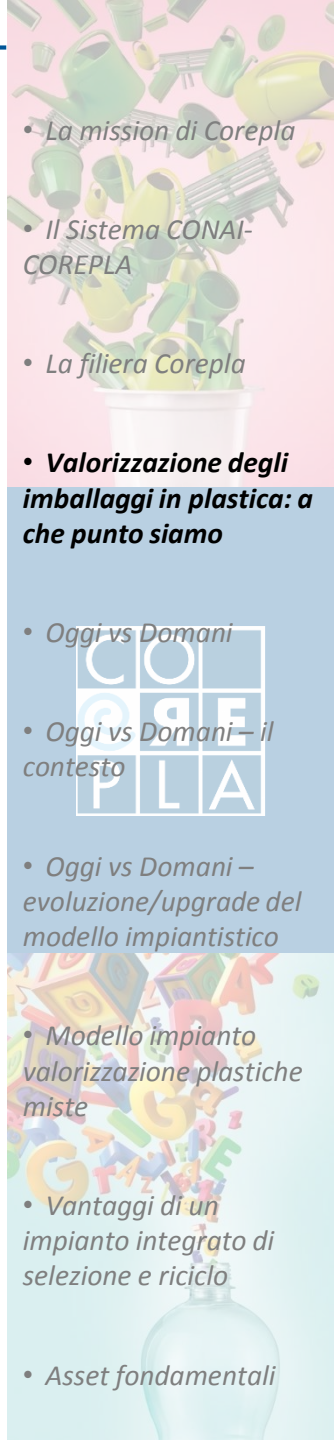 • La mission di Corepla
• Il Sistema CONAI-
COREPLA
• La filiera Corepla
• Valorizzazione degli
imballaggi in plastica: a
che punto siamo
• Oggi vs Domani
CO
REPLA
• Oggi vs Domani – il
contesto
• Oggi vs Domani –
evoluzione/upgrade del
modello impiantistico
• Modello impianto
valorizzazione plastiche
miste
• Vantaggi di un
impianto integrato di
selezione e riciclo
• Asset fondamentali